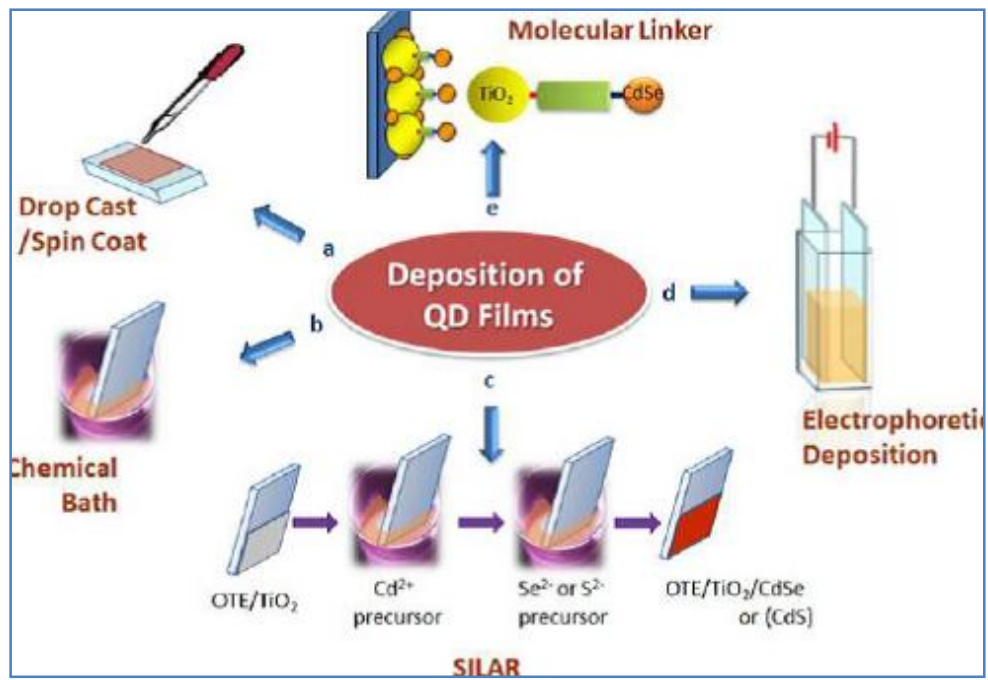 Molecular Linker
TiO₂
CdSe
Drop Cast
/Spin Coat
a
e
Deposition of
QD Films
d
b
c
Chemical
Bath
Electrophoretic
Deposition
OTE/TiO₂
Cd²⁺
precursor
Se²⁻ or S²⁻
precursor
OTE/TiO₂/CdSe
or (CdS)
SILAR